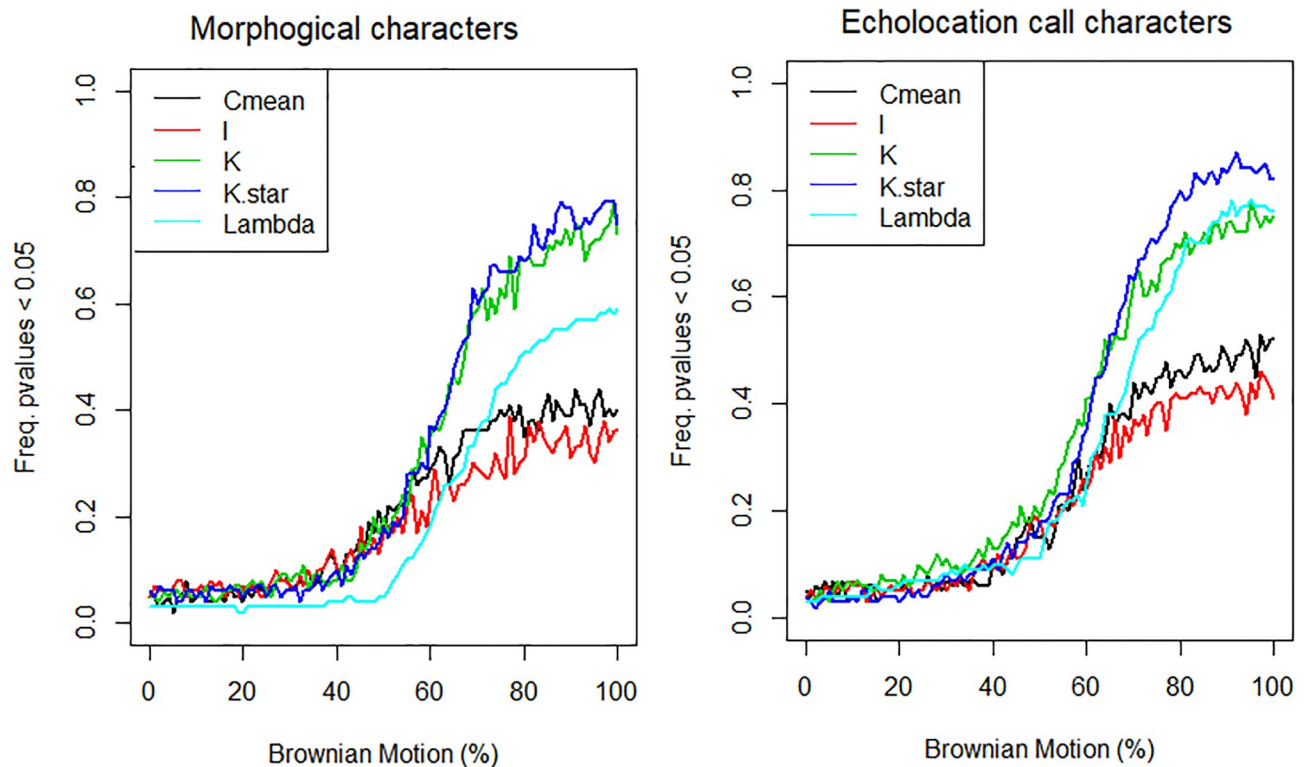 Morphogical characters
Cmean
I
K
K.star
Lambda
1.0
0.8
0.6
0.4
0.2
0.0
Freq. pvalues < 0.05
0 20 40 60 80 100
Brownian Motion (%)
Echolocation call characters
Cmean
I
K
K.star
Lambda
1.0
0.8
0.6
0.4
0.2
0.0
Freq. pvalues < 0.05
0 20 40 60 80 100
Brownian Motion (%)